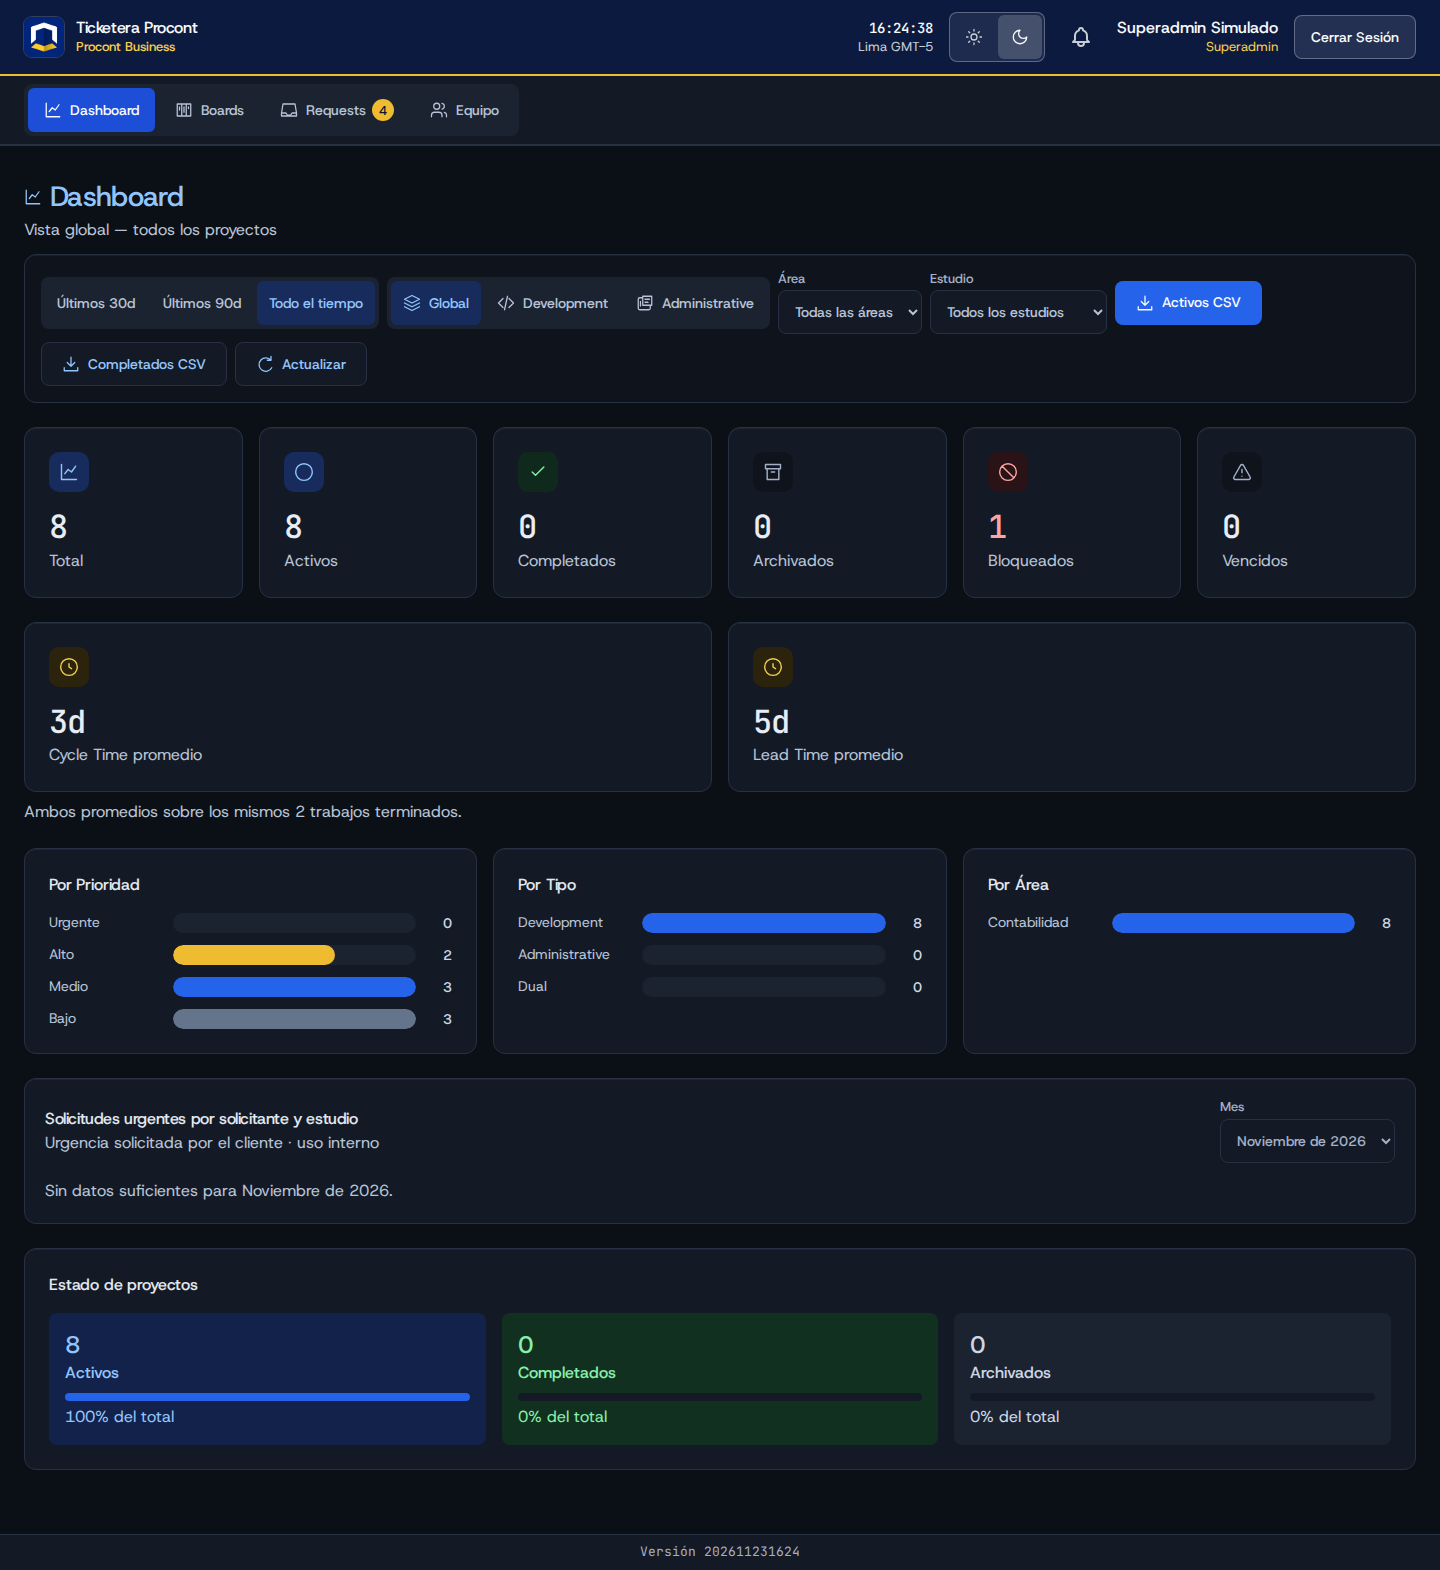 Ticketera Procont
Procont Business
16:24:38
Lima GMT-5
Superadmin Simulado
Superadmin
Cerrar Sesión
Dashboard
Boards
Requests 4
Equipo
Dashboard
Vista global — todos los proyectos
Últimos 30d
Últimos 90d
Todo el tiempo
Global
Development
Administrative
Área
Todas las áreas
Estudio
Todos los estudios
Activos CSV
Completados CSV
Actualizar
8
Total
8
Activos
0
Completados
0
Archivados
1
Bloqueados
0
Vencidos
3d
Cycle Time promedio
5d
Lead Time promedio
Ambos promedios sobre los mismos 2 trabajos terminados.
Por Prioridad
Urgente 0
Alto 2
Medio 3
Bajo 3
Por Tipo
Development 8
Administrative 0
Dual 0
Por Área
Contabilidad 8
Solicitudes urgentes por solicitante y estudio
Urgencia solicitada por el cliente · uso interno
Mes
Noviembre de 2026
Sin datos suficientes para Noviembre de 2026.
Estado de proyectos
8
Activos
100% del total
0
Completados
0% del total
0
Archivados
0% del total
Versión 202611231624